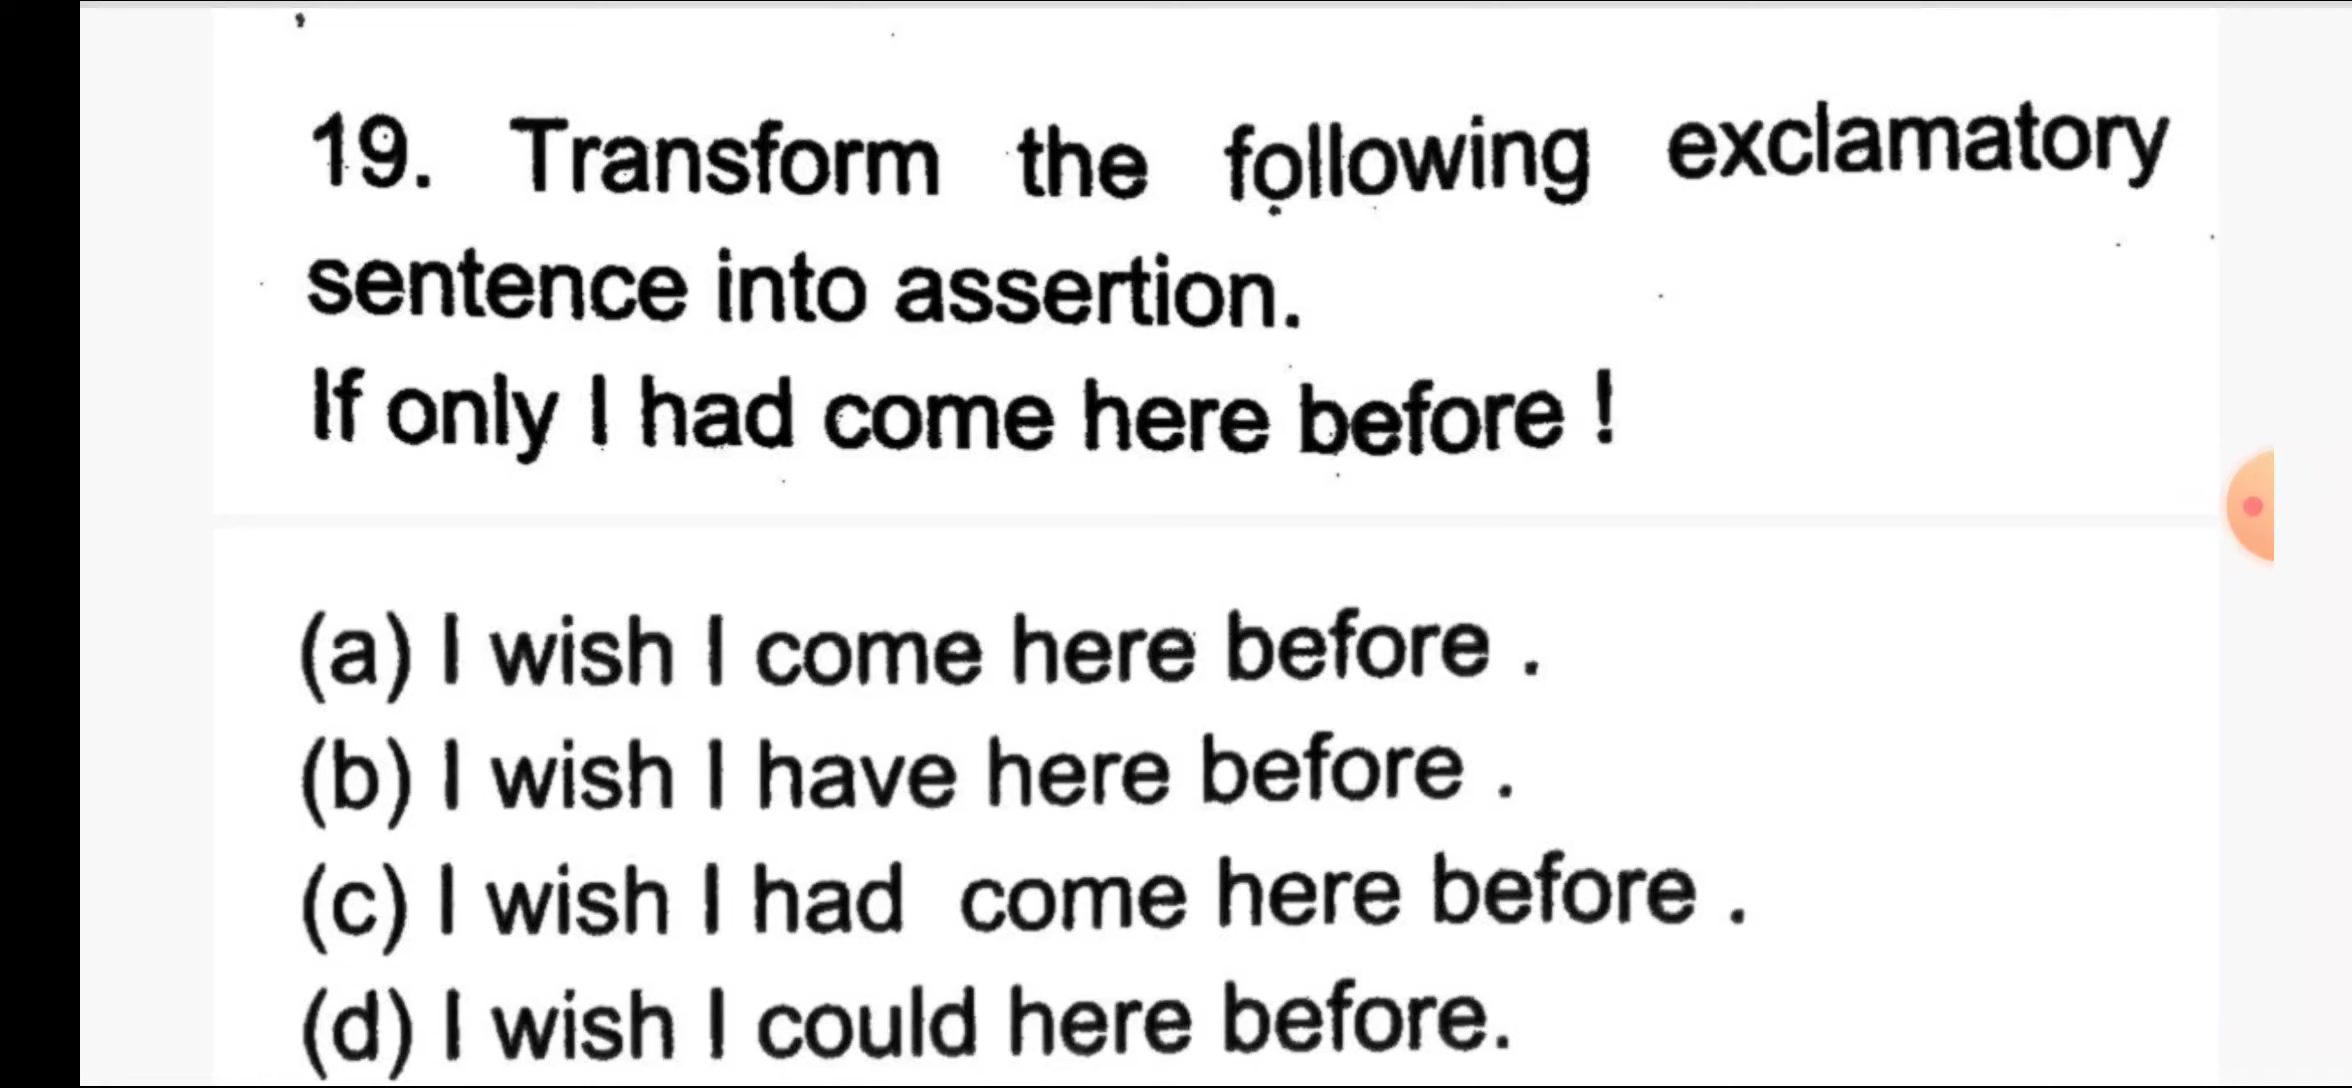 19. Transform the following exclamatory
sentence into assertion.
If only I had come here before !
(a) I wish I come here before .
(b) I wish I have here before .
(c) I wish I had come here before .
(d) I wish I could here before.